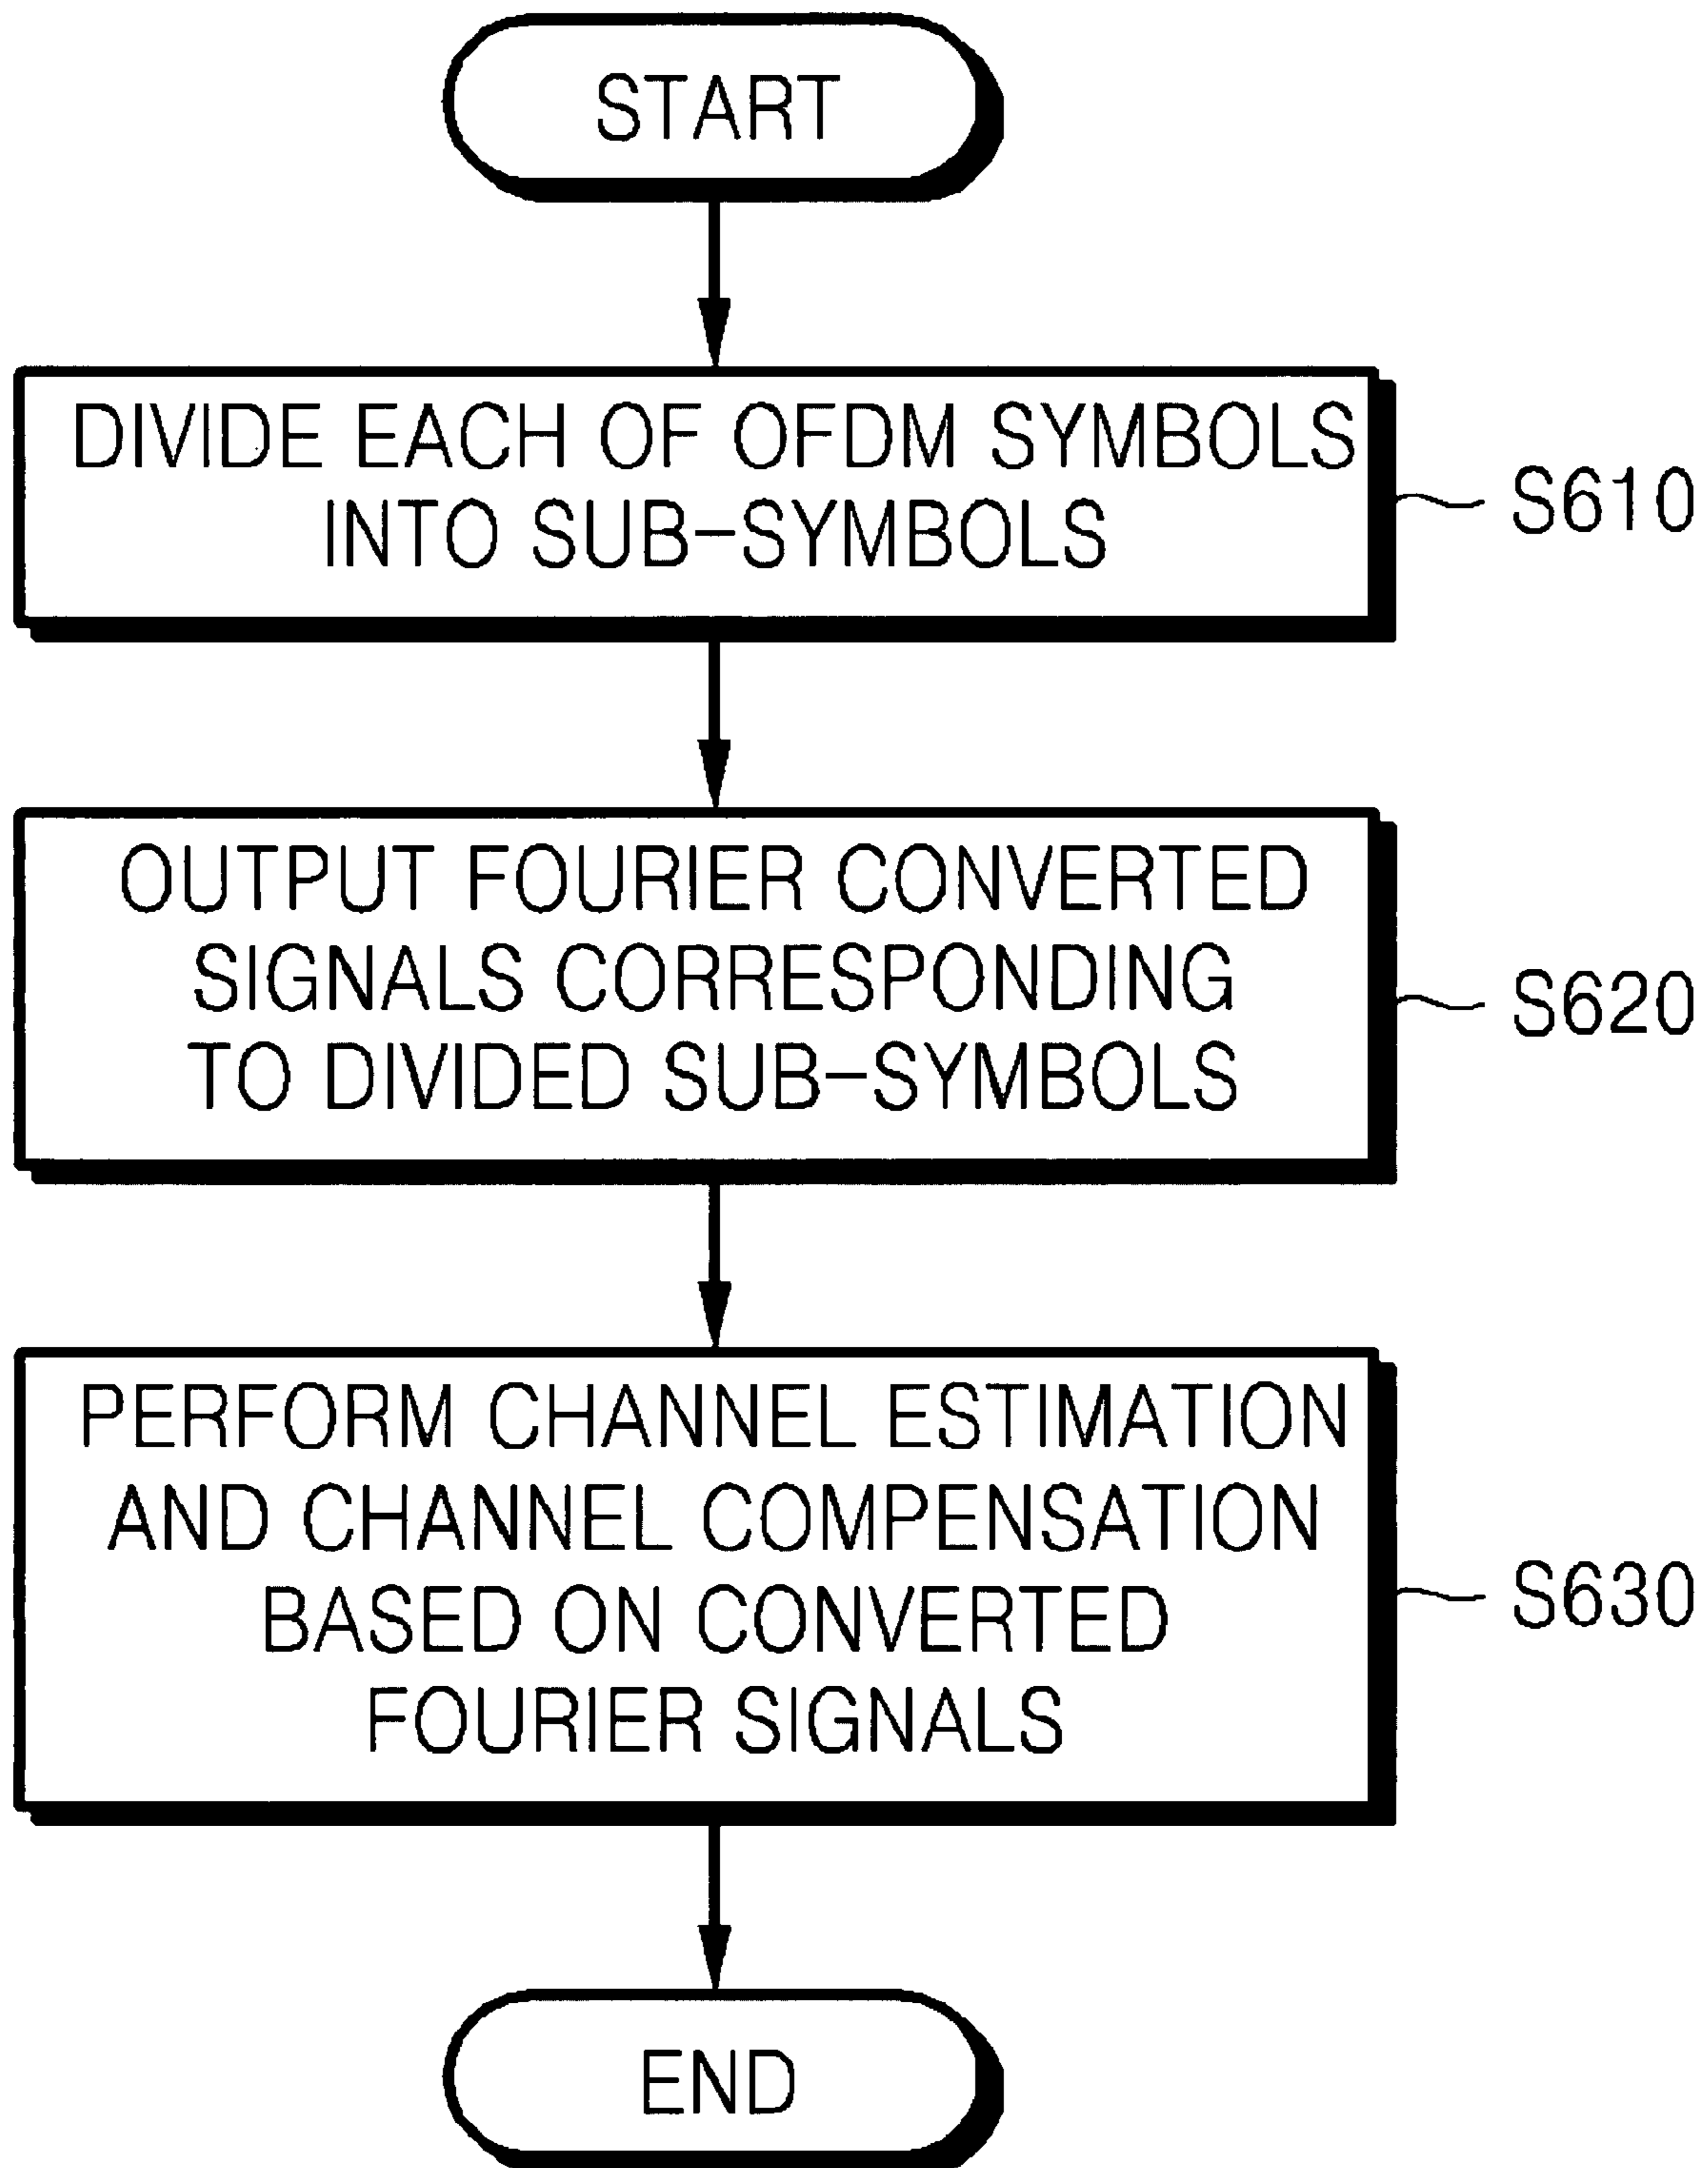 START
DIVIDE EACH OF OFDM SYMBOLS
INTO SUB-SYMBOLS
S610
OUTPUT FOURIER CONVERTED
SIGNALS CORRESPONDING
TO DIVIDED SUB-SYMBOLS
S620
PERFORM CHANNEL ESTIMATION
AND CHANNEL COMPENSATION
BASED ON CONVERTED
FOURIER SIGNALS
S630
END